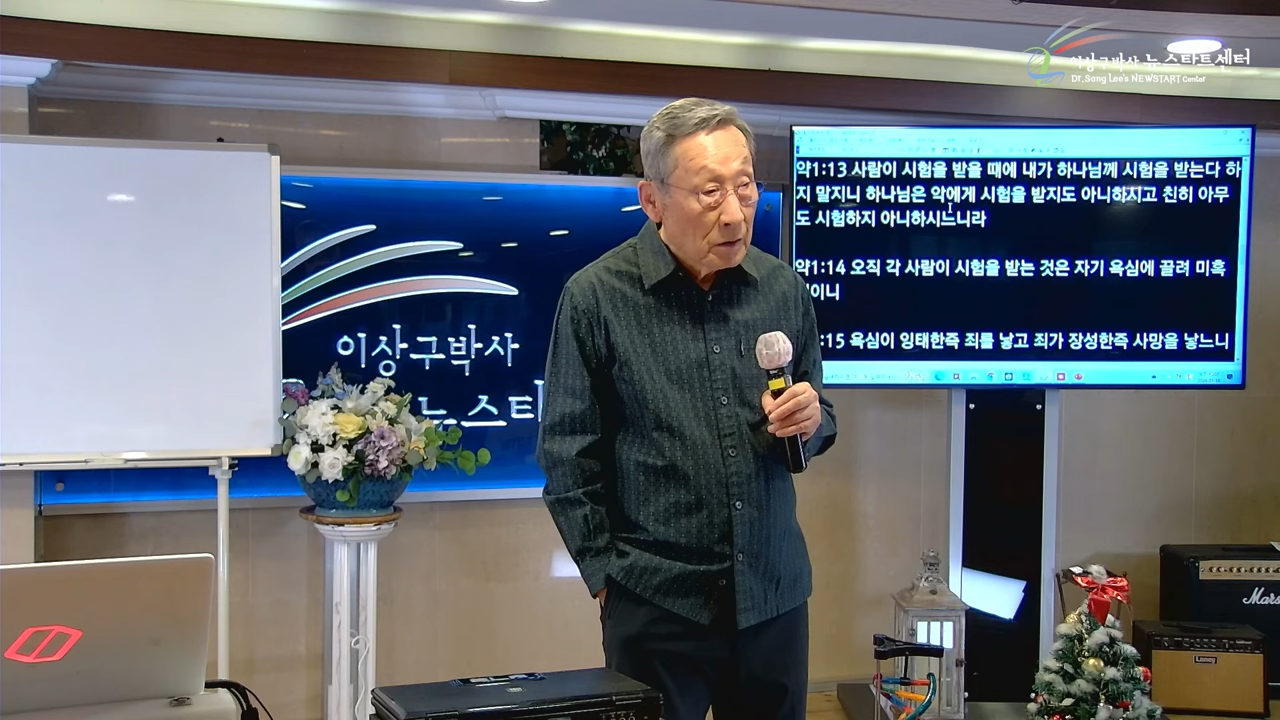 이상구박사 뉴스타트센터
Dr. Sang Lee's NEWSTART Center
약1:13 사람이 시험을 받을 때에 내가 하나님께 시험을 받는다 하
지 말지니 하나님은 악에게 시험을 받지도 아니하시고 친히 아무
도 시험하지 아니하시느니라
약1:14 오직 각 사람이 시험을 받는 것은 자기 욕심에 끌려 미혹
이니
:15 욕심이 잉태한즉 죄를 낳고 죄가 장성한즉 사망을 낳느니
이상구박사
뉴스타
Mars
Laney